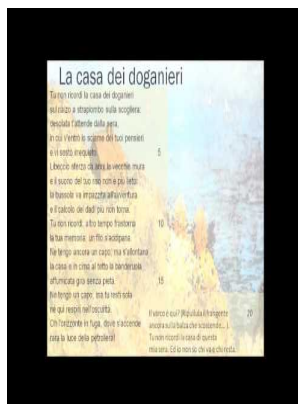 La casa dei doganieri
Tu non ricordi la casa dei doganieri
sul rialzo a strapiombo sulla scogliera:
desolata t'attende dalla sera
in cui v'entrò lo sciame dei tuoi pensieri
e vi sostò irrequieto. 5
Libeccio sferza da anni le vecchie mura
e il suono del tuo riso non è più lieto:
la bussola va impazzita all'avventura
e il calcolo dei dadi più non torna.
Tu non ricordi; altro tempo frastorna 10
la tua memoria; un filo s'addipana.
Ne tengo ancora un capo; ma s'allontana
la casa e in cima al tetto la banderuola
affumicata gira senza pietà.
Ne tengo un capo; ma tu resti sola 15
né qui respiri nell'oscurità.
Oh l'orizzonte in fuga, dove s'accende
rara la luce della petroliera!
Il varco è qui? (Ripullula il frangente
ancora sulla balza che scoscende...). 20
Tu non ricordi la casa di questa
mia sera. Ed io non so chi va e chi resta.